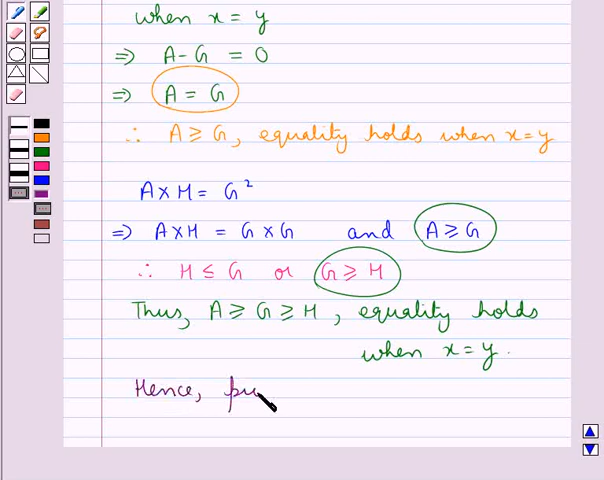 when x = y
⇒ A - G = 0
⇒ A = G
∴ A ≥ G, equality holds when x = y
A × H = G²
⇒ A × H = G × G and A ≥ G
∴ H ≤ G or G ≥ H
Thus, A ≥ G ≥ H, equality holds
when x = y.
Hence,